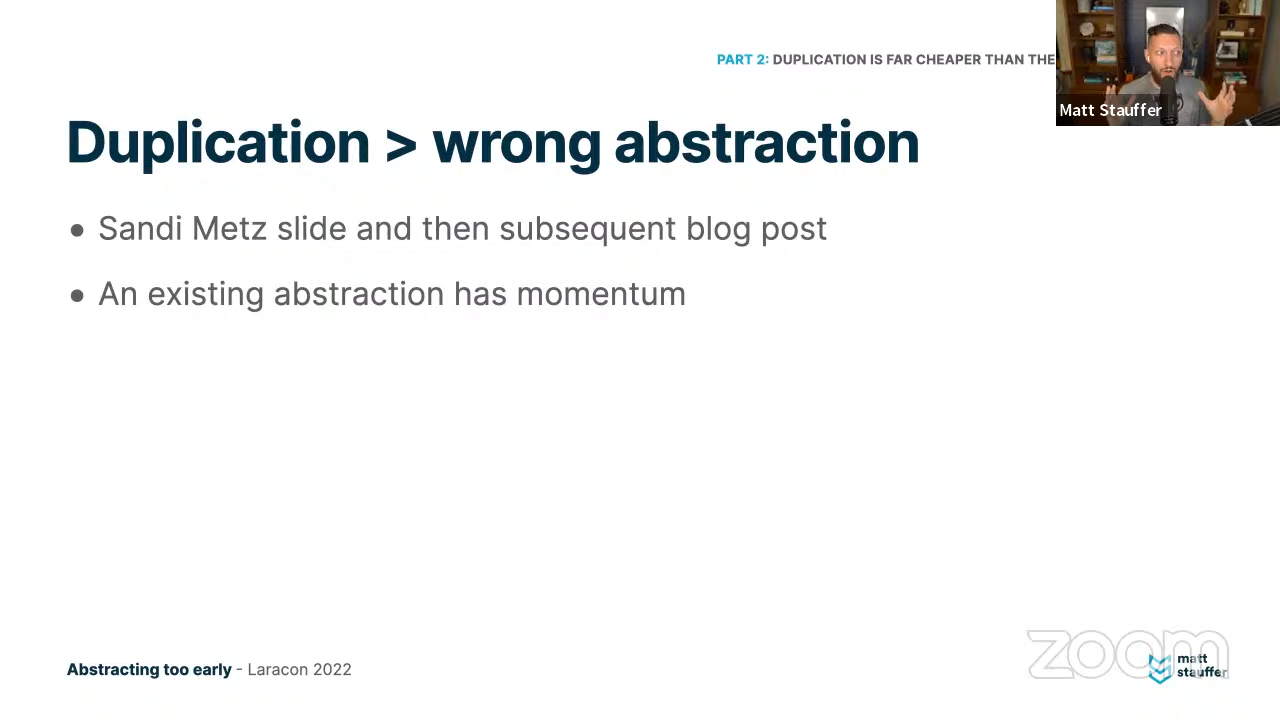 PART 2: DUPLICATION IS FAR CHEAPER THAN THE
Matt Stauffer
Duplication > wrong abstraction
• Sandi Metz slide and then subsequent blog post
• An existing abstraction has momentum
Abstracting too early - Laracon 2022
zoom
matt
stauffer